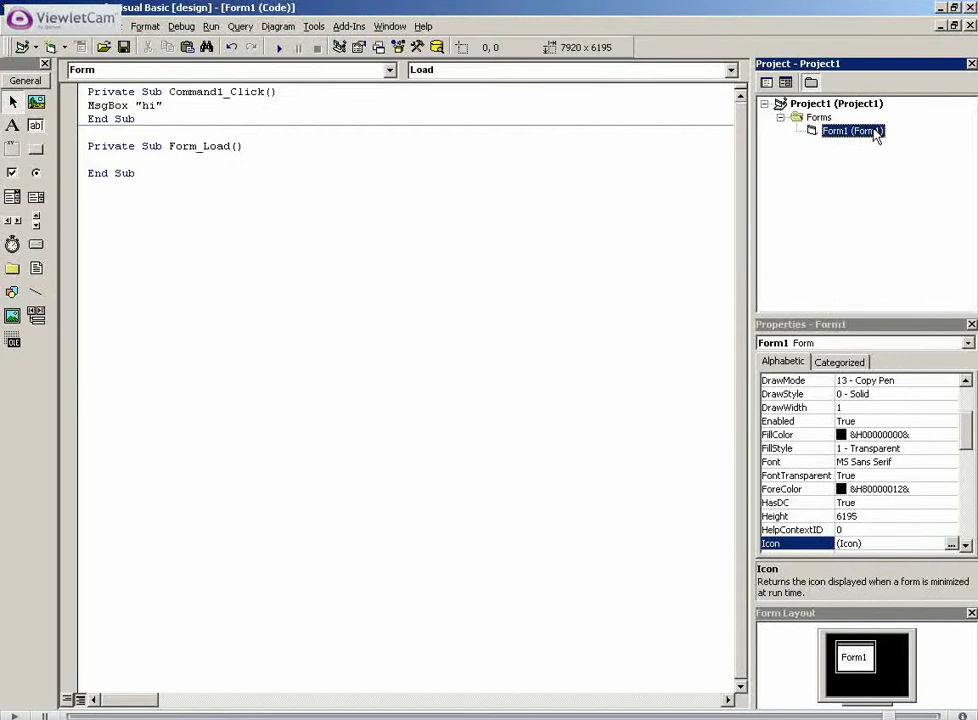 ViewletCam
sual Basic [design] - [Form1 (Code)]
Format Debug Run Query Diagram Tools Add-Ins Window Help
0, 0
7920 x 6195
General
Form
Load
Private Sub Command1_Click()
MsgBox "hi"
End Sub
Private Sub Form_Load()
End Sub
Project - Project1
Project1 (Project1)
Forms
Form1 (Form1)
Properties - Form1
Form1 Form
Alphabetic Categorized
DrawMode 13 - Copy Pen
DrawStyle 0 - Solid
DrawWidth 1
Enabled True
FillColor &H00000000&
FillStyle 1 - Transparent
Font MS Sans Serif
FontTransparent True
ForeColor &H80000012&
HasDC True
Height 6195
HelpContextID 0
Icon (Icon) ...
Icon
Returns the icon displayed when a form is minimized
at run time.
Form Layout
Form1